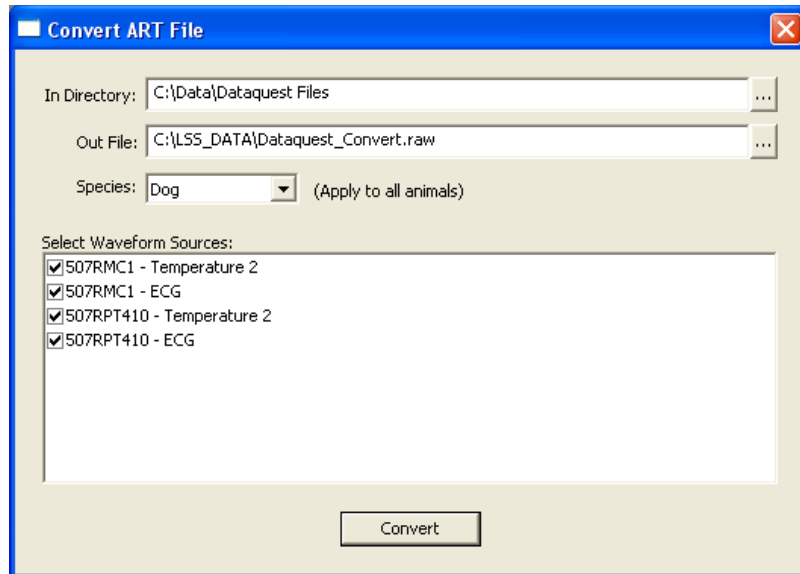 Convert ART File
In Directory: C:\Data\Dataquest Files ...
Out File: C:\LSS_DATA\Dataquest_Convert.raw ...
Species: Dog (Apply to all animals)
Select Waveform Sources:
507RMC1 - Temperature 2
507RMC1 - ECG
507RPT410 - Temperature 2
507RPT410 - ECG
Convert